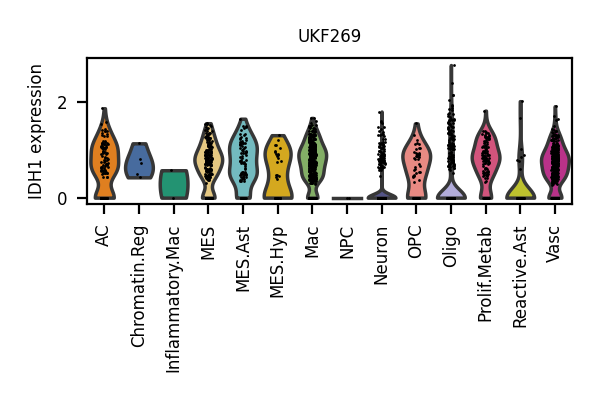 UKF269
IDH1 expression
2
0
AC
Chromatin.Reg
Inflammatory.Mac
MES
MES.Ast
MES.Hyp
Mac
NPC
Neuron
OPC
Oligo
Prolif.Metab
Reactive.Ast
Vasc